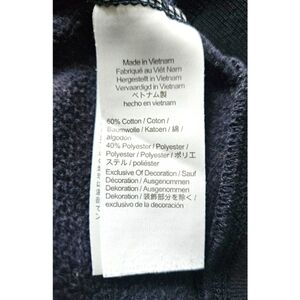 Made in Vietnam
Fabriqué au Viêt Nam
Hergestellt in Vietnam
Vervaardigd in Vietnam
ベトナム製
hecho en vietnam
60% Cotton / Coton /
Baumwolle / Katoen / 綿 /
algodon
40% Polyester / Polyester /
Polyester / Polyester / ポリエ
ステル / poliéster
Exclusive Of Decoration / Sauf
Décoration / Ausgenommen
Dekoration / Ausgenommen
Dekoration / 装飾部分を除く /
exclusivo de la decoración